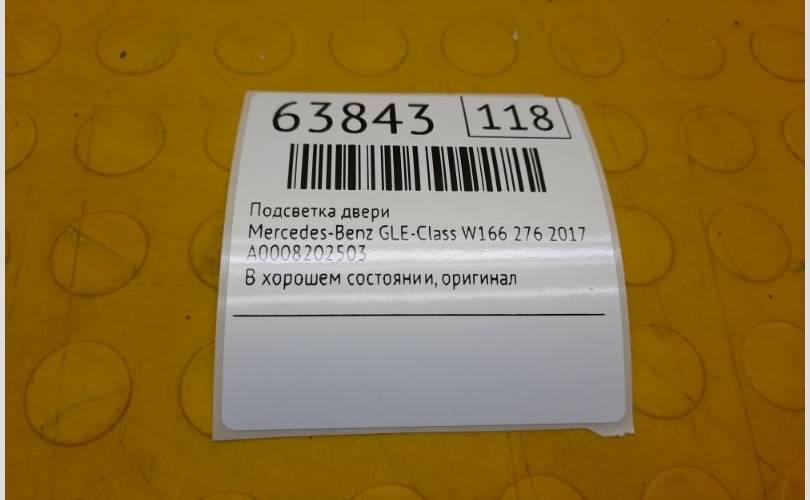 63843 118
Подсветка двери
Mercedes-Benz GLE-Class W166 276 2017
A0008202503
В хорошем состоянии, оригинал